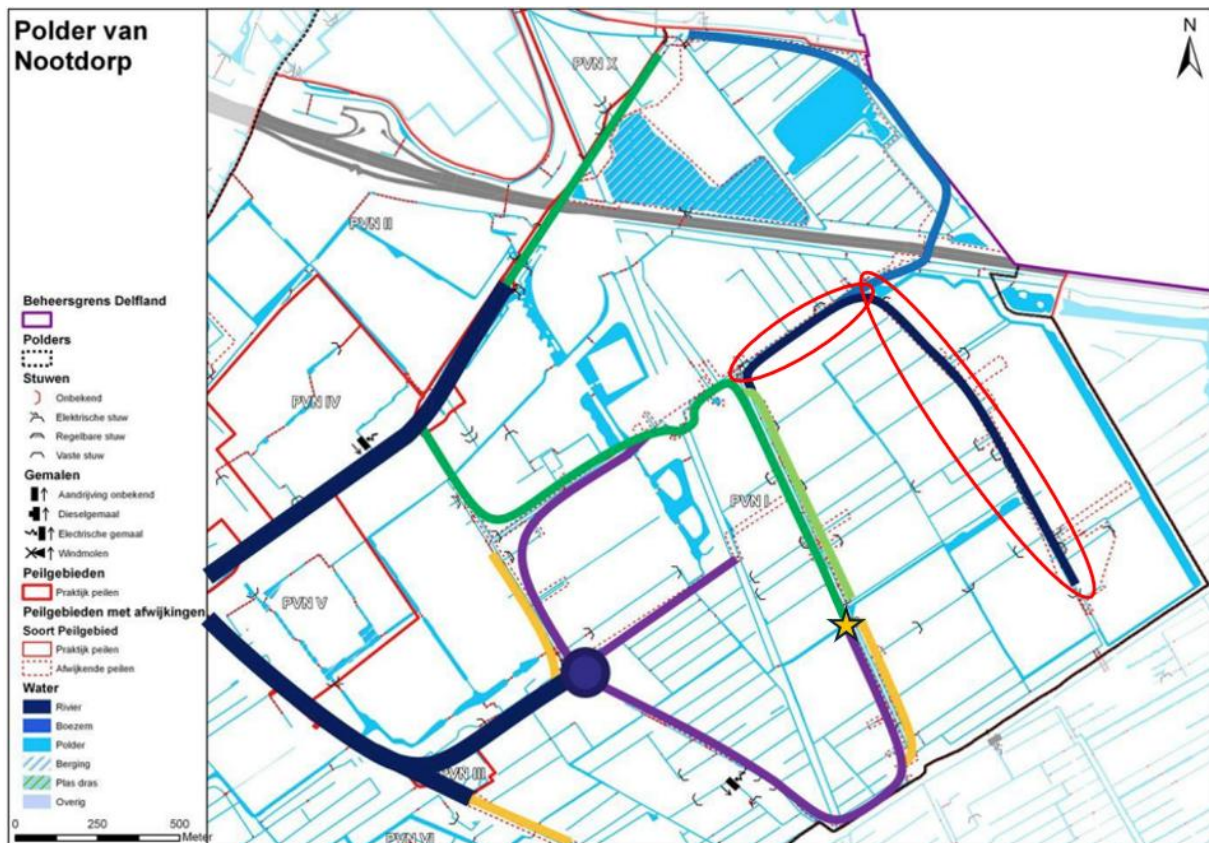 Polder van
Nootdorp
Beheersgrens Delfland
Polders
Stuwen
Onbekend
Elektrische stuw
Regelbare stuw
Vaste stuw
Gemalen
Aandrijving onbekend
Dieselgemaal
Electrische gemaal
Windmolen
Peilgebieden
Praktijk peilen
Peilgebieden met afwijkingen
Soort Peilgebied
Praktijk peilen
Afwijkende peilen
Water
Rivier
Boezem
Polder
Berging
Plas dras
Overig
0 250 500
Meter
N
PVN X
PVN II
PVN IV
PVN I
PVN V
PVN III
PVN VI